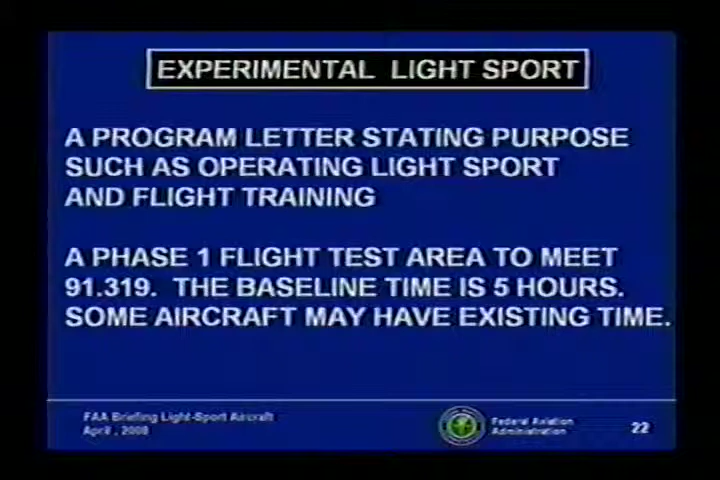 EXPERIMENTAL LIGHT SPORT
A PROGRAM LETTER STATING PURPOSE
SUCH AS OPERATING LIGHT SPORT
AND FLIGHT TRAINING
A PHASE 1 FLIGHT TEST AREA TO MEET
91.319. THE BASELINE TIME IS 5 HOURS.
SOME AIRCRAFT MAY HAVE EXISTING TIME.
FAA Briefing Light-Sport Aircraft
April , 2008
Federal Aviation
Administration
22